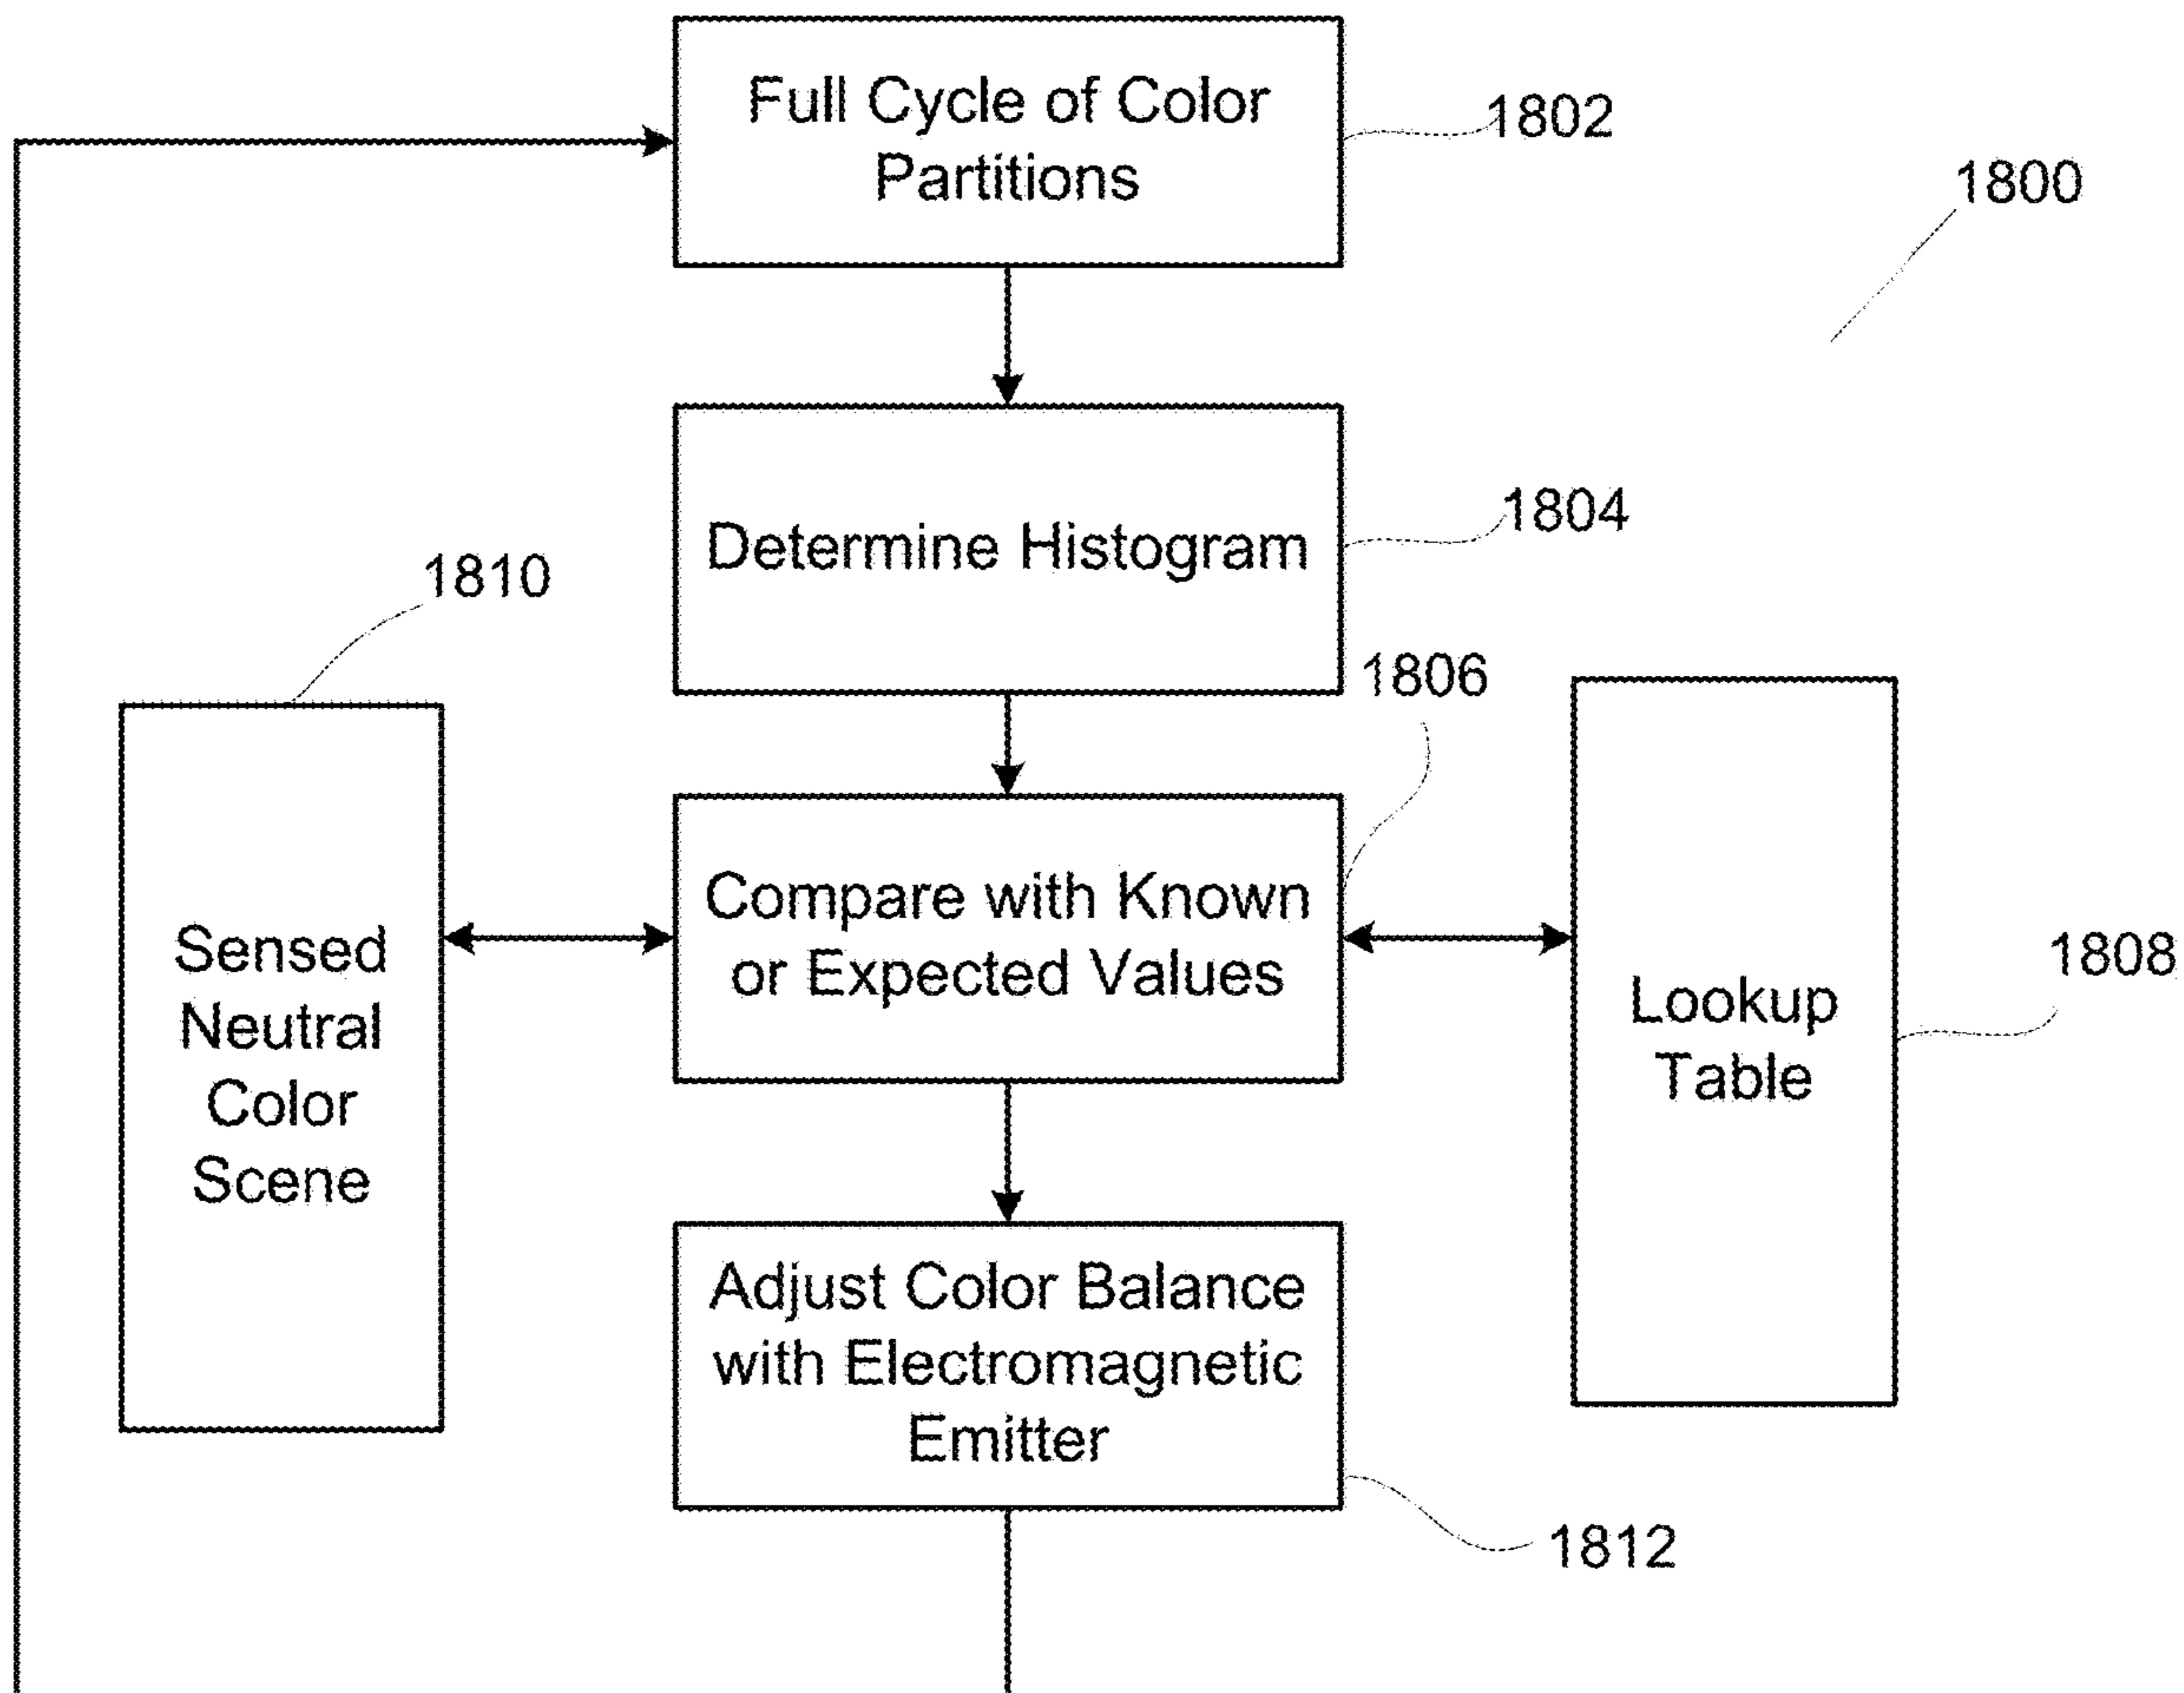 Full Cycle of Color
Partitions
1802
1800
Determine Histogram
1804
1810
1806
Sensed
Neutral
Color
Scene
Compare with Known
or Expected Values
Lookup
Table
1808
Adjust Color Balance
with Electromagnetic
Emitter
1812